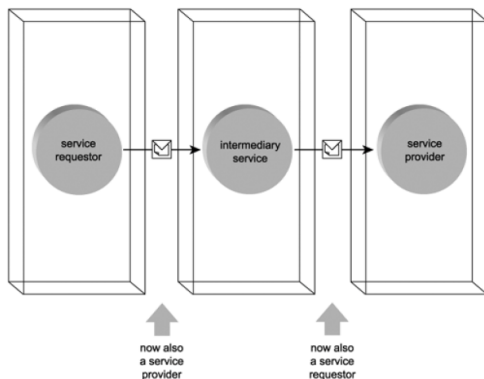 service
requestor
intermediary
service
service
provider
now also
a service
provider
now also
a service
requestor